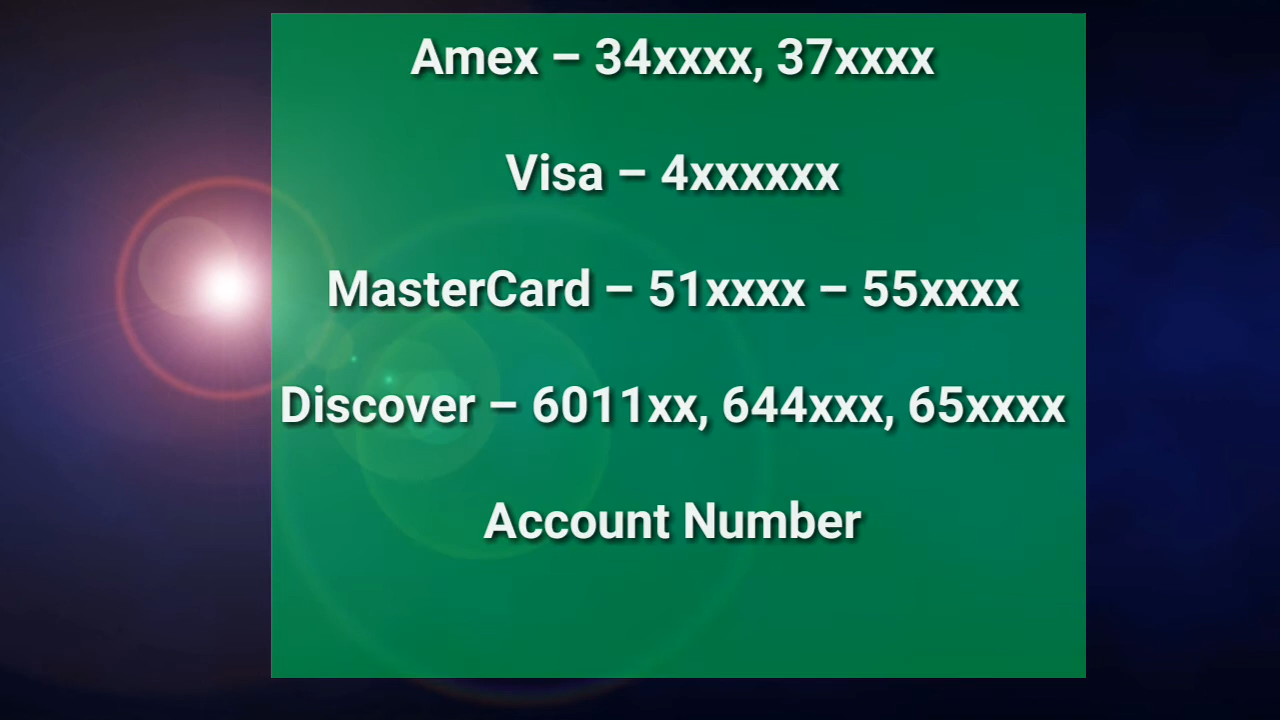 Amex – 34xxxx, 37xxxx
Visa – 4xxxxxx
MasterCard – 51xxxx – 55xxxx
Discover – 6011xx, 644xxx, 65xxxx
Account Number